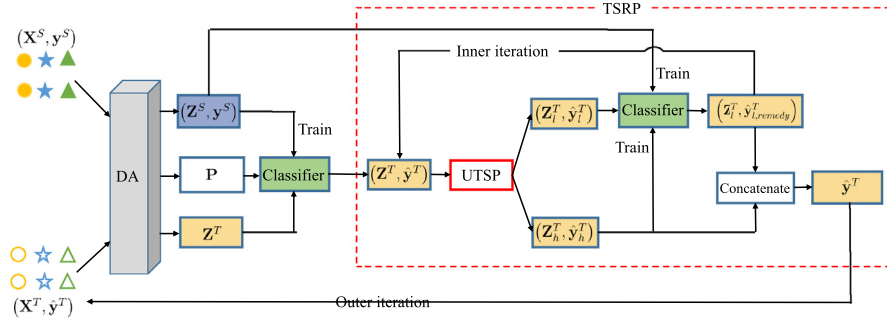 TSRP
(X^S, y^S)
Inner iteration
Train
(Z^S, y^S)
(Z_l^T, ŷ_l^T)
Classifier
(z̄_l^T, ŷ_{l,remedy}^T)
Train
Train
DA
P
Classifier
(Z^T, ŷ^T)
UTSP
Concatenate
ŷ^T
Z^T
(Z_h^T, ŷ_h^T)
(X^T, ŷ^T)
Outer iteration